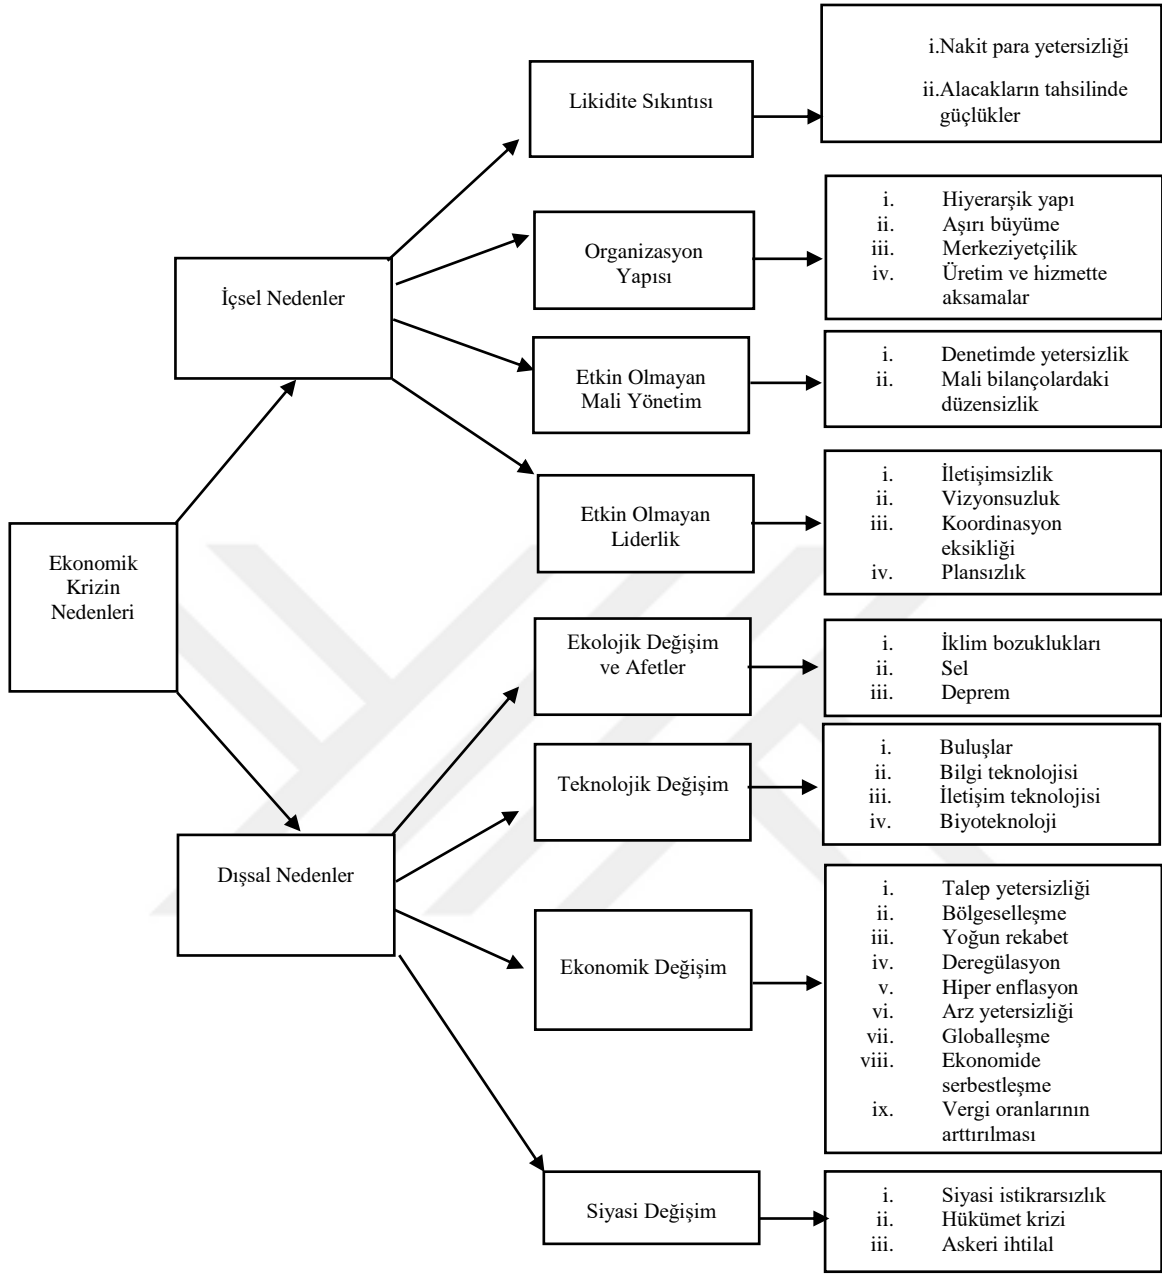 Ekonomik
Krizin
Nedenleri
İçsel Nedenler
Likidite Sıkıntısı
i.Nakit para yetersizliği
ii.Alacakların tahsilinde
güçlükler
Organizasyon
Yapısı
i. Hiyerarşik yapı
ii. Aşırı büyüme
iii. Merkeziyetçilik
iv. Üretim ve hizmette
aksamalar
Etkin Olmayan
Mali Yönetim
i. Denetimde yetersizlik
ii. Mali bilançolardaki
düzensizlik
Etkin Olmayan
Liderlik
i. İletişimsizlik
ii. Vizyonsuzluk
iii. Koordinasyon
eksikliği
iv. Plansızlık
Dışsal Nedenler
Ekolojik Değişim
ve Afetler
i. İklim bozuklukları
ii. Sel
iii. Deprem
Teknolojik Değişim
i. Buluşlar
ii. Bilgi teknolojisi
iii. İletişim teknolojisi
iv. Biyoteknoloji
Ekonomik Değişim
i. Talep yetersizliği
ii. Bölgeselleşme
iii. Yoğun rekabet
iv. Deregülasyon
v. Hiper enflasyon
vi. Arz yetersizliği
vii. Globalleşme
viii. Ekonomide
serbestleşme
ix. Vergi oranlarının
arttırılması
Siyasi Değişim
i. Siyasi istikrarsızlık
ii. Hükümet krizi
iii. Askeri ihtilal